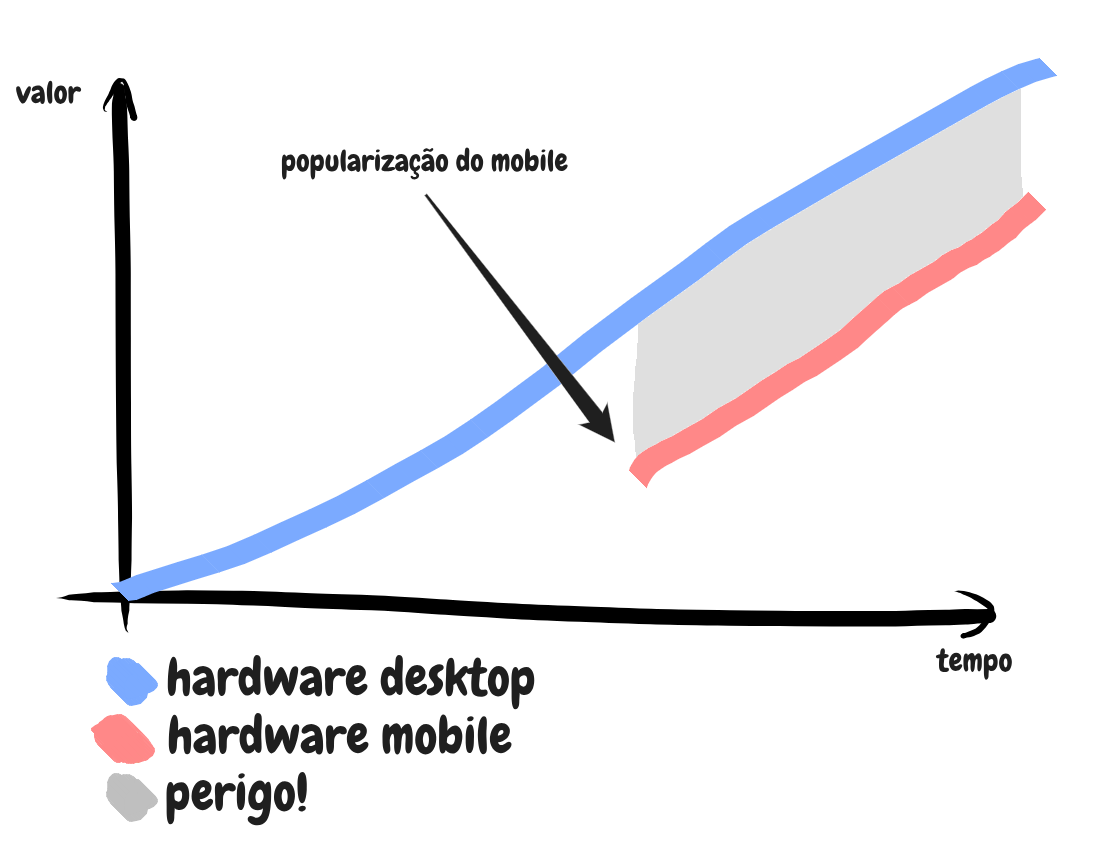 valor
popularização do mobile
tempo
hardware desktop
hardware mobile
perigo!